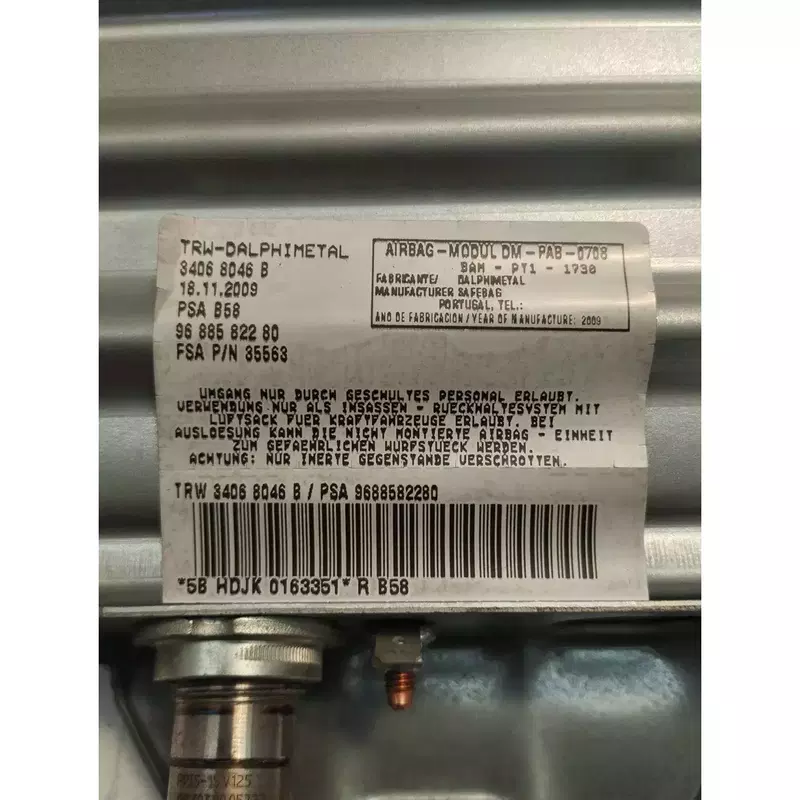 TRW-DALPHIMETAL
3406 8046 B
18.11.2009
PSA B58
96 885 822 80
FSA P/N 35563
AIRBAG-MODUL DM-PAB-0708
BAM - PT1 - 1730
FABRICANTE/ DALPHIMETAL
MANUFACTURER SAFEBAG
PORTUGAL, TEL.:
ANO DE FABRICACION/YEAR OF MANUFACTURE: 2009
UMGANG NUR DURCH GESCHULTES PERSONAL ERLAUBT.
VERWENDUNG NUR ALS INSASSEN - RUECKHALTESYSTEM MIT
LUFTSACK FUER KRAFTFAHRZEUGE ERLAUBT. BEI
AUSLOESUNG KANN DIE NICHT MONTIERTE AIRBAG - EINHEIT
ZUM GEFAEHRLICHEN WURFSTUECK WERDEN.
ACHTUNG: NUR INERTE GEGENSTANDE VERSCHROTTEN.
TRW 3406 8046 B / PSA 9688582280
*5B HDJK 0163351* R B58